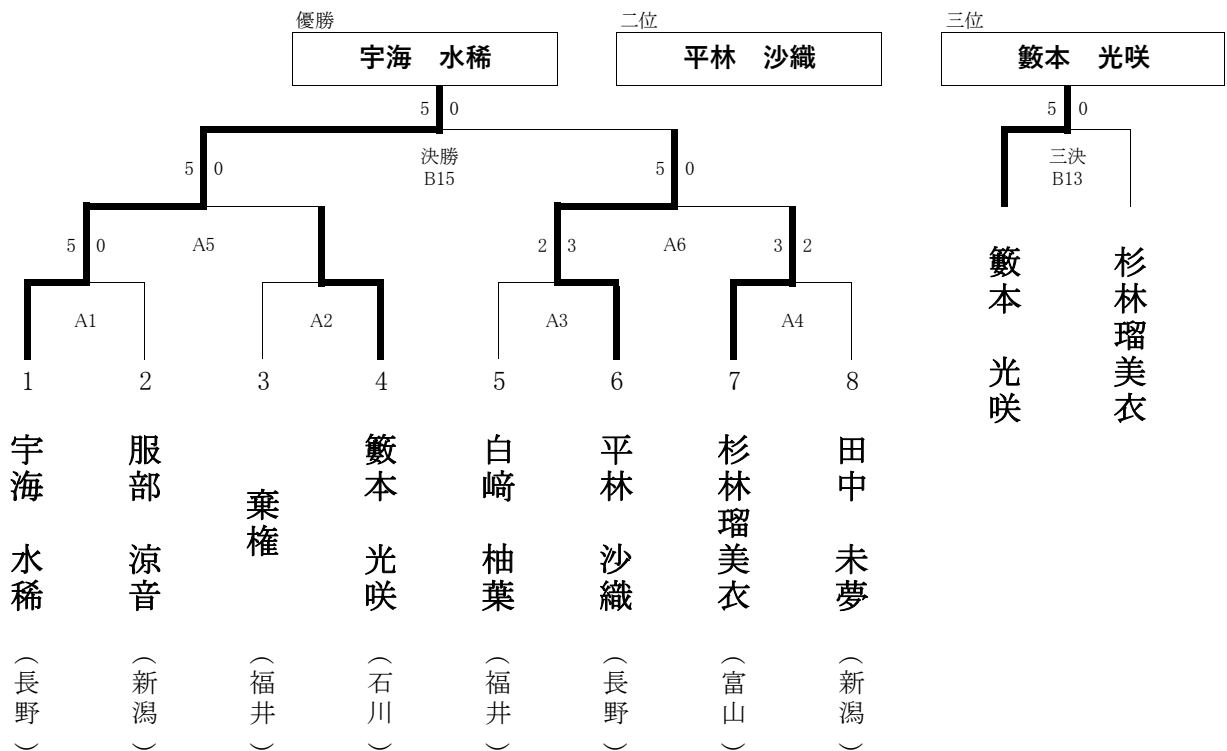 優勝
宇海　水稀
二位
平林　沙織
三位
籔本　光咲
5 0
5 0
決勝
B15
三決
B13
5 0
5 0
5 0
A5
2 3
A6
3 2
A1
A2
A3
A4
籔本　光咲
杉林瑠美衣
1
2
3
4
5
6
7
8
宇海　水稀
服部　涼音
棄権
籔本　光咲
白﨑　柚葉
平林　沙織
杉林瑠美衣
田中　未夢
（長野）
（新潟）
（福井）
（石川）
（福井）
（長野）
（富山）
（新潟）